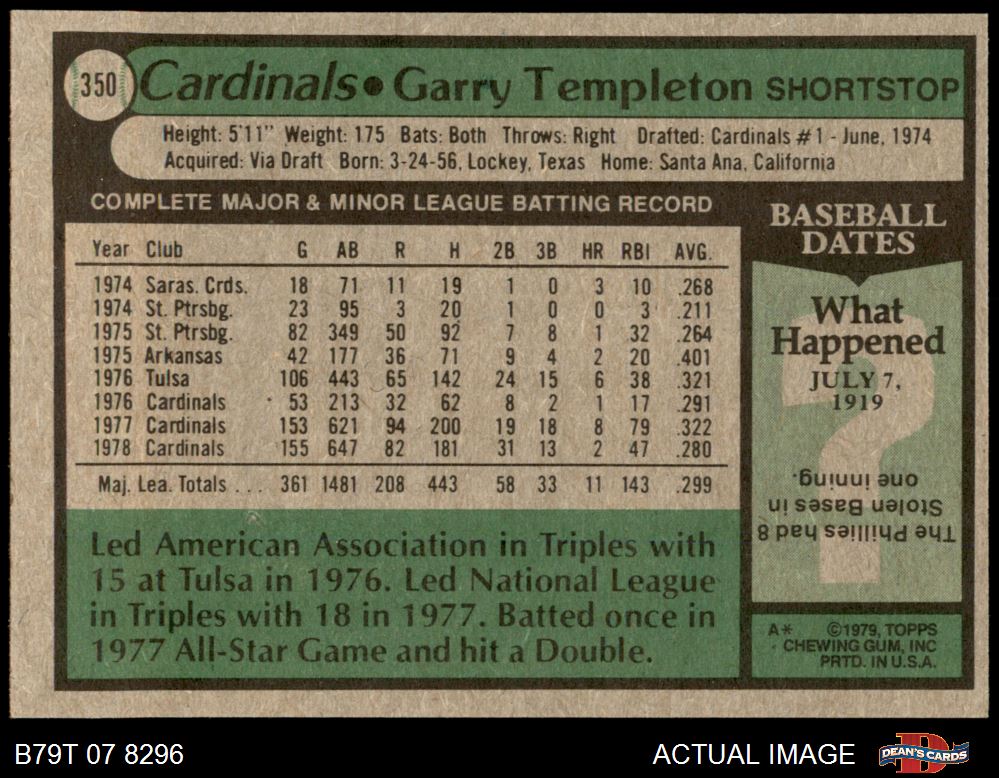 350 Cardinals • Garry Templeton SHORTSTOP
Height: 5'11" Weight: 175 Bats: Both Throws: Right Drafted: Cardinals #1 - June, 1974
Acquired: Via Draft Born: 3-24-56, Lockey, Texas Home: Santa Ana, California
COMPLETE MAJOR & MINOR LEAGUE BATTING RECORD
Year Club G AB R H 2B 3B HR RBI AVG.
1974 Saras. Crds. 18 71 11 19 1 0 3 10 .268
1974 St. Ptrsbg. 23 95 3 20 1 0 0 3 .211
1975 St. Ptrsbg. 82 349 50 92 7 8 1 32 .264
1975 Arkansas 42 177 36 71 9 4 2 20 .401
1976 Tulsa 106 443 65 142 24 15 6 38 .321
1976 Cardinals 53 213 32 62 8 2 1 17 .291
1977 Cardinals 153 621 94 200 19 18 8 79 .322
1978 Cardinals 155 647 82 181 31 13 2 47 .280
Maj. Lea. Totals ... 361 1481 208 443 58 33 11 143 .299
Led American Association in Triples with
15 at Tulsa in 1976. Led National League
in Triples with 18 in 1977. Batted once in
1977 All-Star Game and hit a Double.
BASEBALL
DATES
What
Happened
JULY 7,
1919
The Phillies had 8
Stolen Bases in
one inning.
A* ©1979, TOPPS
CHEWING GUM, INC
PRTD. IN U.S.A.
B79T 07 8296 ACTUAL IMAGE
D
DEAN'S CARDS